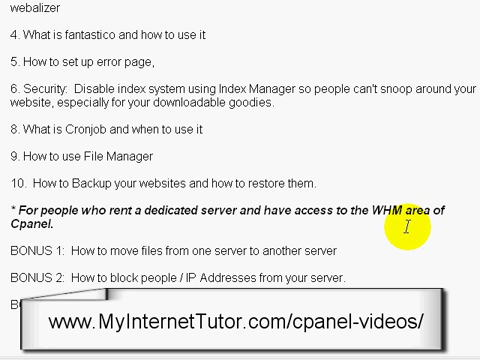 webalizer
4. What is fantastico and how to use it
5. How to set up error page,
6. Security:  Disable index system using Index Manager so people can't snoop around your
website, especially for your downloadable goodies.
8. What is Cronjob and when to use it
9. How to use File Manager
10.  How to Backup your websites and how to restore them.
* For people who rent a dedicated server and have access to the WHM area of
Cpanel.
BONUS 1:  How to move files from one server to another server
BONUS 2:  How to block people / IP Addresses from your server.
www.MyInternetTutor.com/cpanel-videos/